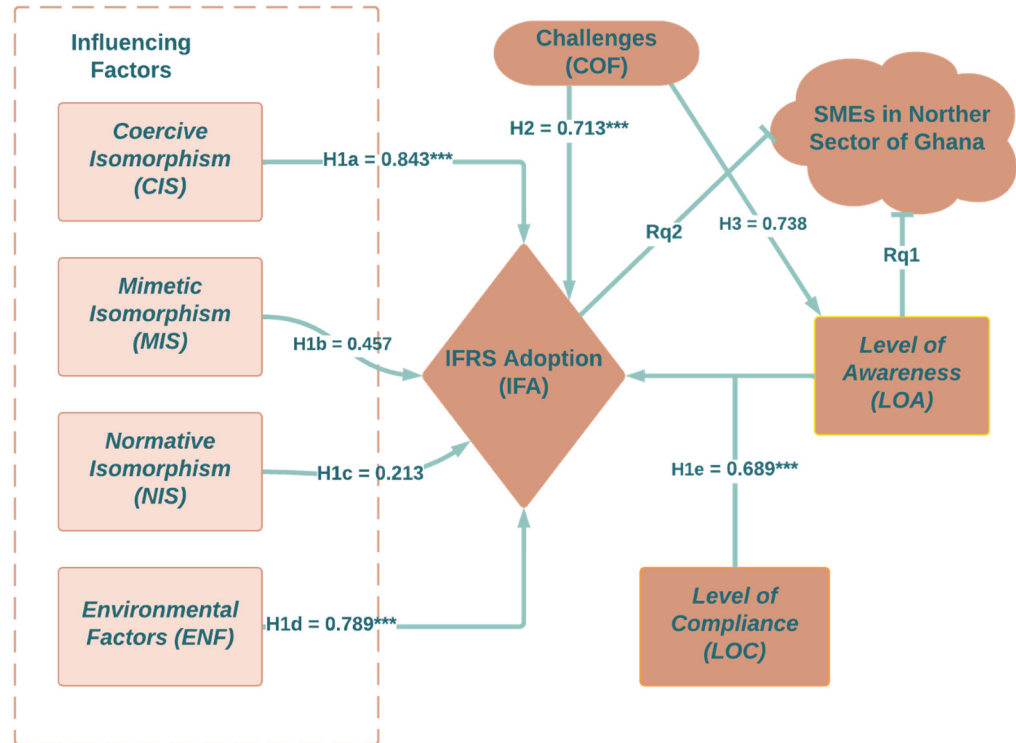 Influencing
Factors
Coercive
Isomorphism
(CIS)
Mimetic
Isomorphism
(MIS)
Normative
Isomorphism
(NIS)
Environmental
Factors (ENF)
H1a = 0.843***
H1b = 0.457
H1c = 0.213
H1d = 0.789***
Challenges
(COF)
H2 = 0.713***
IFRS Adoption
(IFA)
Rq2
H3 = 0.738
SMEs in Norther
Sector of Ghana
Rq1
Level of
Awareness
(LOA)
H1e = 0.689***
Level of
Compliance
(LOC)